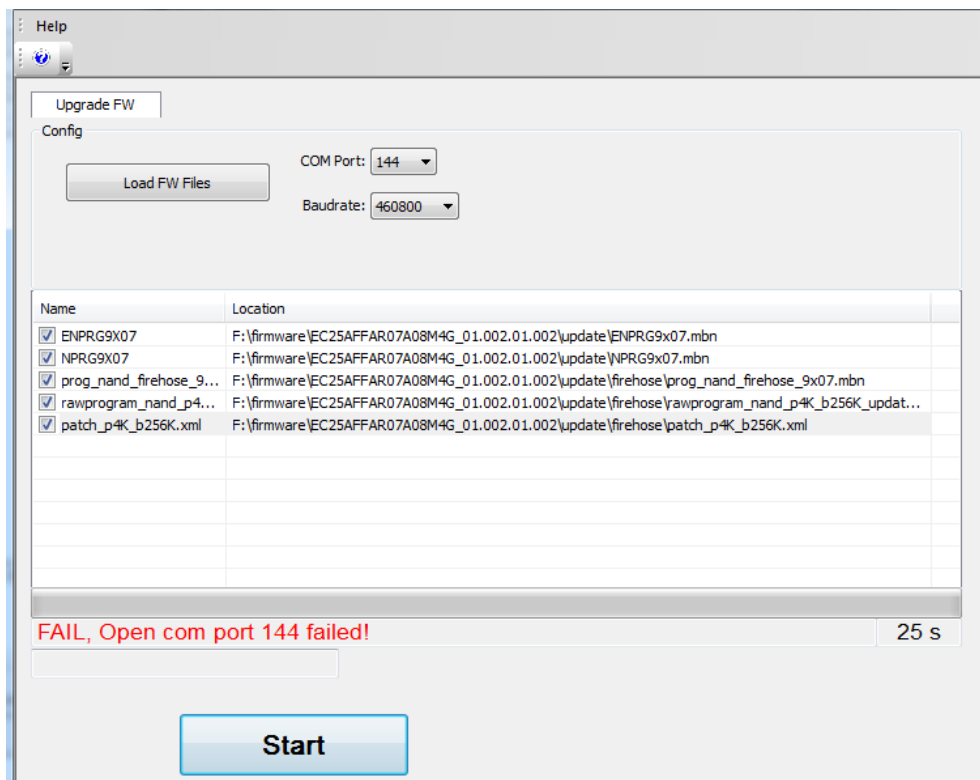 Help
Upgrade FW
Config
Load FW Files
COM Port: 144
Baudrate: 460800
Name Location
ENPRG9X07 F:\firmware\EC25AFFAR07A08M4G_01.002.01.002\update\ENPRG9x07.mbn
NPRG9X07 F:\firmware\EC25AFFAR07A08M4G_01.002.01.002\update\NPRG9x07.mbn
prog_nand_firehose_9... F:\firmware\EC25AFFAR07A08M4G_01.002.01.002\update\firehose\prog_nand_firehose_9x07.mbn
rawprogram_nand_p4... F:\firmware\EC25AFFAR07A08M4G_01.002.01.002\update\firehose\rawprogram_nand_p4K_b256K_updat...
patch_p4K_b256K.xml F:\firmware\EC25AFFAR07A08M4G_01.002.01.002\update\firehose\patch_p4K_b256K.xml
FAIL, Open com port 144 failed! 25 s
Start